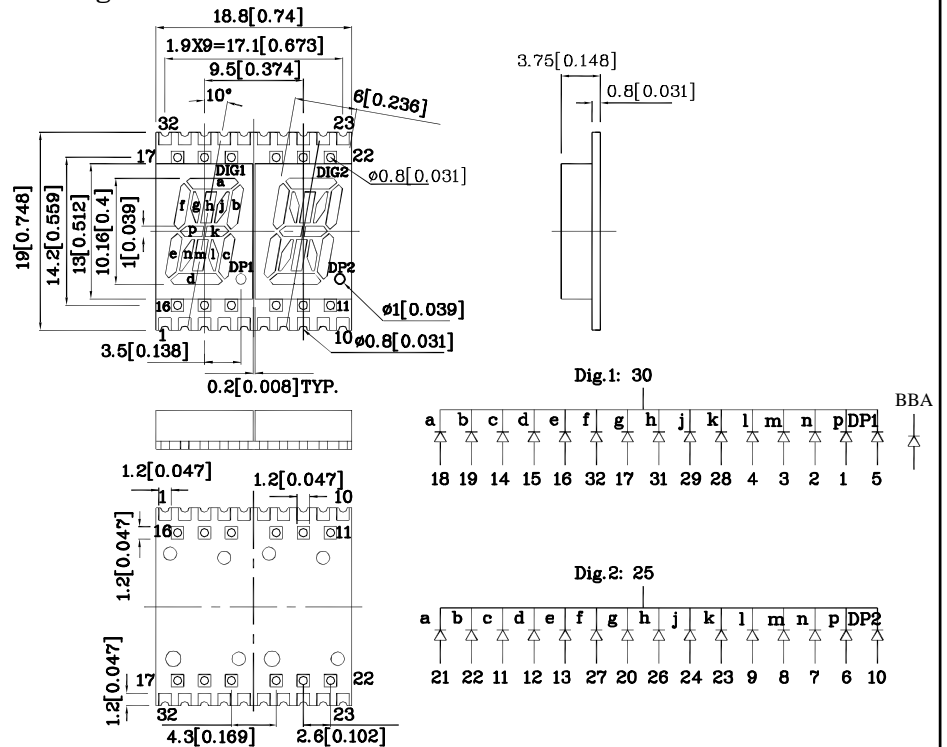 18.8[0.74]
1.9X9=17.1[0.673]
9.5[0.374]
10°
6[0.236]
32
23
17
22
DIG1
DIG2
ø0.8[0.031]
a
f g h j b
p k
e n m l c
d
DP1
DP2
19[0.748]
14.2[0.559]
13[0.512]
10.16[0.4]
1[0.039]
16
11
ø1[0.039]
1
10
ø0.8[0.031]
3.5[0.138]
0.2[0.008]TYP.
3.75[0.148]
0.8[0.031]
Dig.1: 30
BBA
a b c d e f g h j k l m n p DP1
18 19 14 15 16 32 17 31 29 28 4 3 2 1 5
1.2[0.047]
1.2[0.047]
1
10
16
11
1.2[0.047]
1.2[0.047]
17
22
32
23
4.3[0.169]
2.6[0.102]
Dig.2: 25
a b c d e f g h j k l m n p DP2
21 22 11 12 13 27 20 26 24 23 9 8 7 6 10